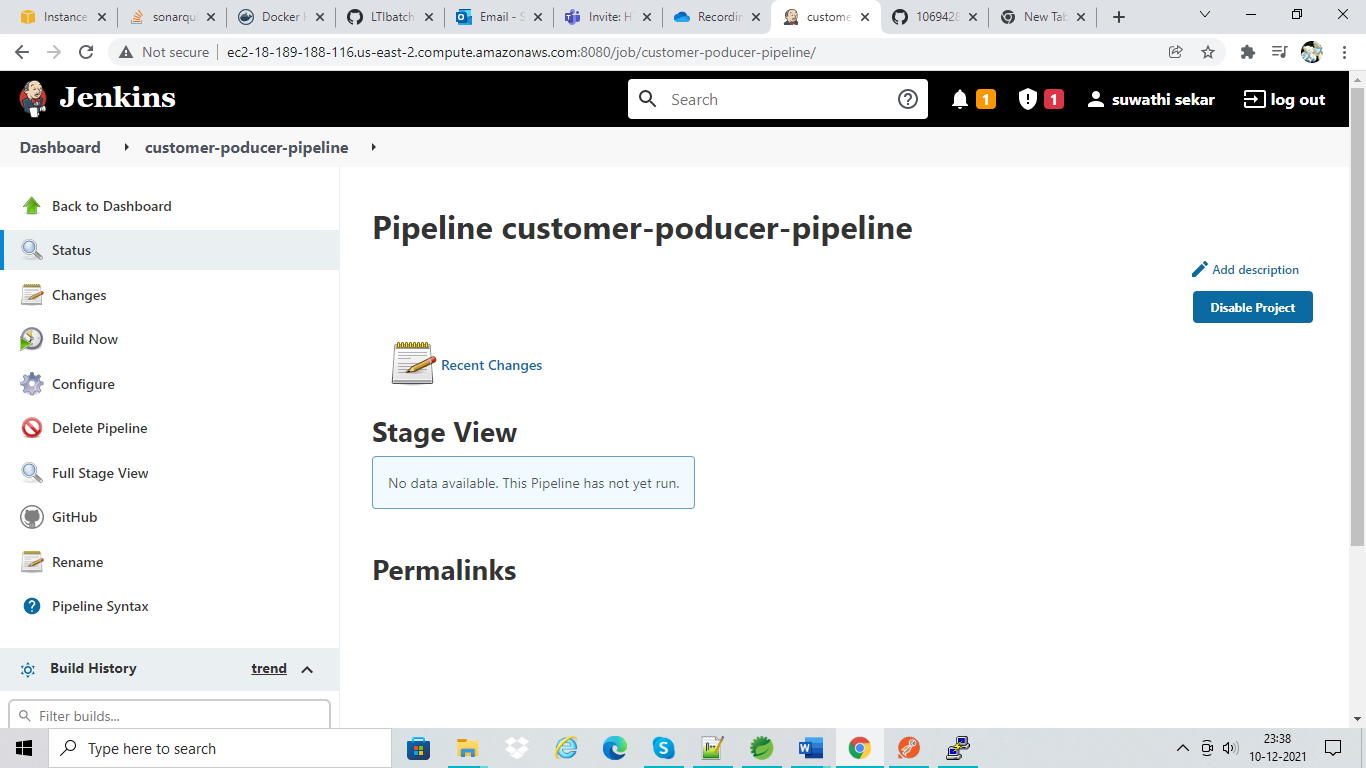 Instance
sonarqu
Docker
LTIbatch
Email - S
Invite: H
Recordin
custome
1069428
New Tab
Not secure
ec2-18-189-188-116.us-east-2.compute.amazonaws.com:8080/job/customer-poducer-pipeline/
Jenkins
Search
1
1
suwathi sekar
log out
Dashboard
customer-poducer-pipeline
Back to Dashboard
Status
Changes
Build Now
Configure
Delete Pipeline
Full Stage View
GitHub
Rename
Pipeline Syntax
Build History
trend
Filter builds...
Pipeline customer-poducer-pipeline
Add description
Disable Project
Recent Changes
Stage View
No data available. This Pipeline has not yet run.
Permalinks
Type here to search
23:38
10-12-2021